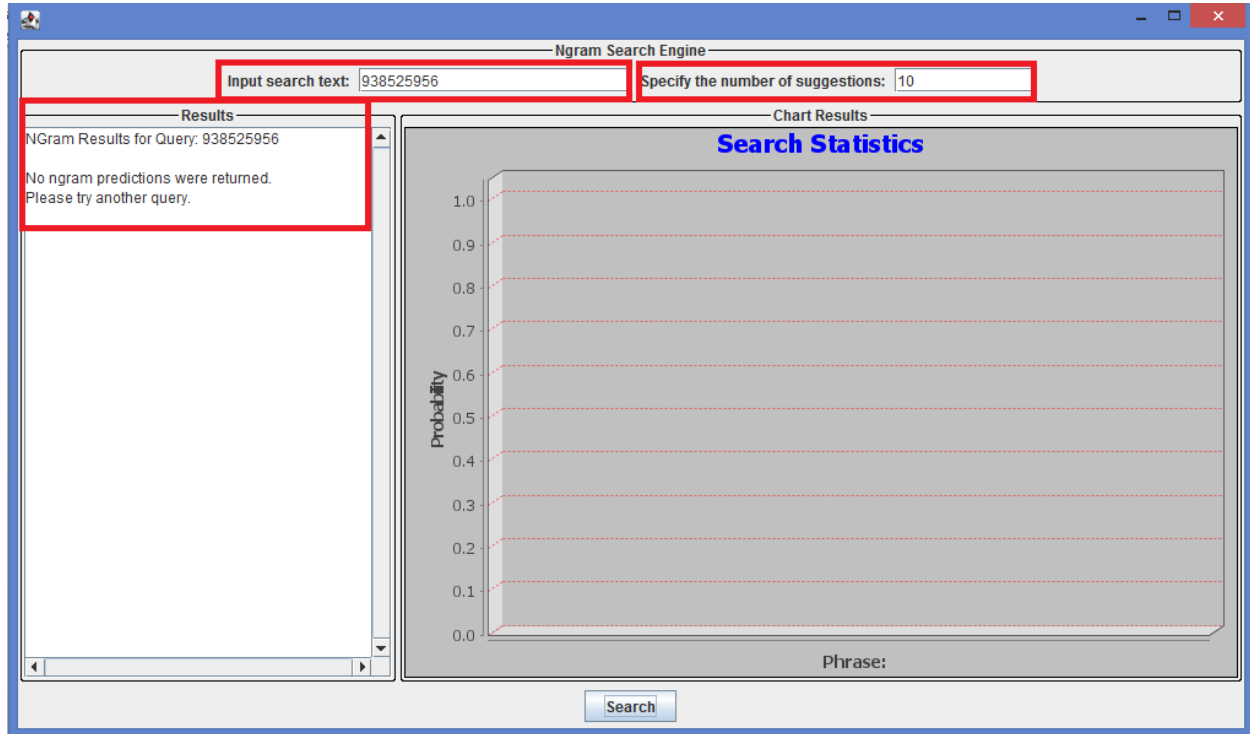 Ngram Search Engine
Input search text: 938525956 Specify the number of suggestions: 10
Results
NGram Results for Query: 938525956
No ngram predictions were returned.
Please try another query.
Chart Results
Search Statistics
1.0
0.9
0.8
0.7
0.6
0.5
0.4
0.3
0.2
0.1
0.0
Probability
Phrase:
Search